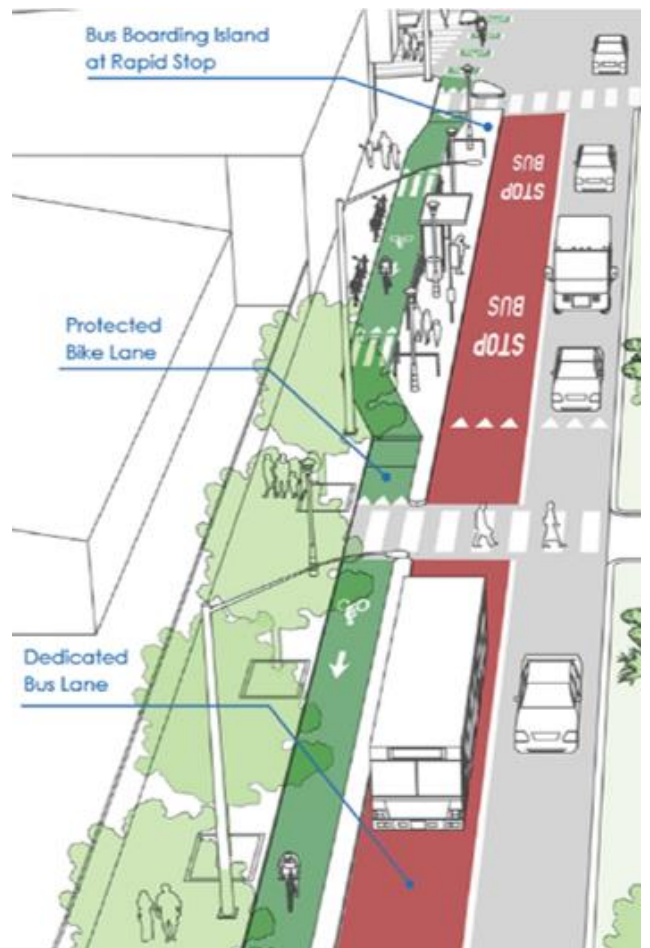 Bus Boarding Island
at Rapid Stop
BUS
STOP
BUS
STOP
Protected
Bike Lane
Dedicated
Bus Lane